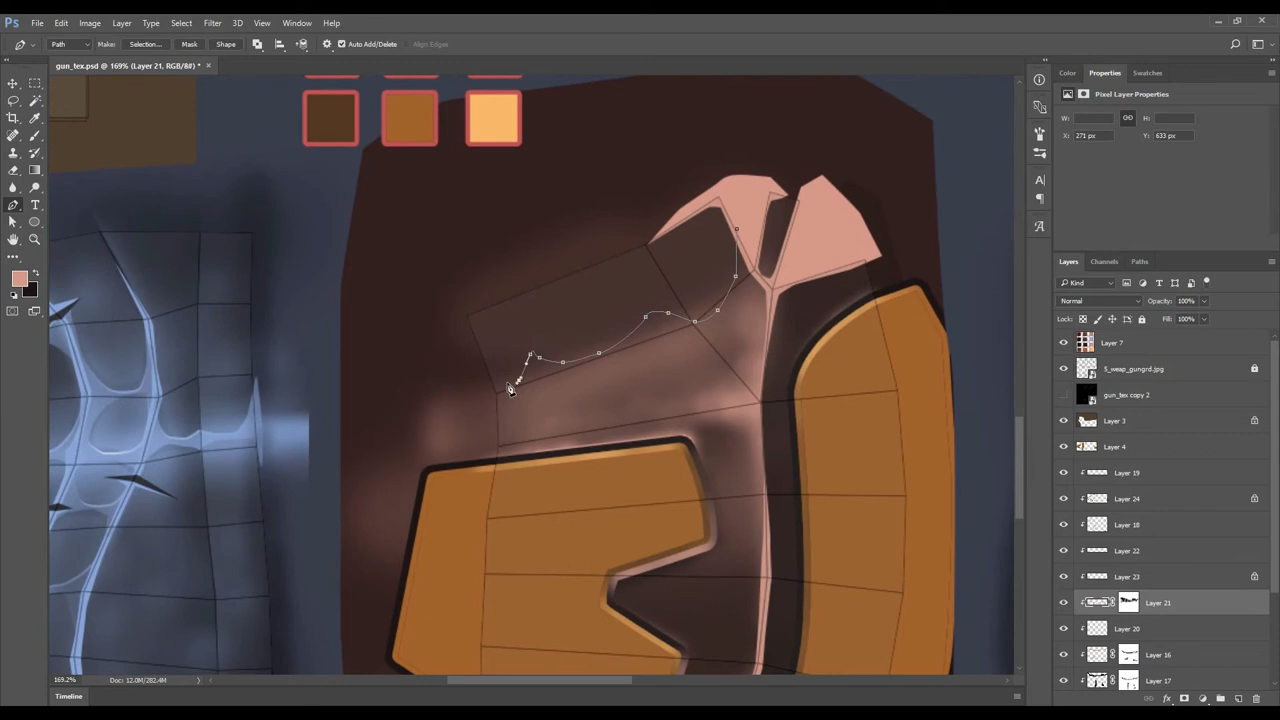 Ps File Edit Image Layer Type Select Filter 3D View Window Help
Path Make: Selection... Mask Shape Auto Add/Delete Align Edges
gun_tex.psd @ 169% (Layer 21, RGB/8#) * ×
Color Properties Swatches
Pixel Layer Properties
W: H:
X: 271 px Y: 633 px
Layers Channels Paths
Kind
Normal Opacity: 100%
Lock: Fill: 100%
Layer 7
S_weap_gungrd.jpg
gun_tex copy 2
Layer 3
Layer 4
Layer 19
Layer 24
Layer 18
Layer 22
Layer 23
Layer 21
Layer 20
Layer 16
Layer 17
169.2% Doc: 12.0M/282.4M
Timeline